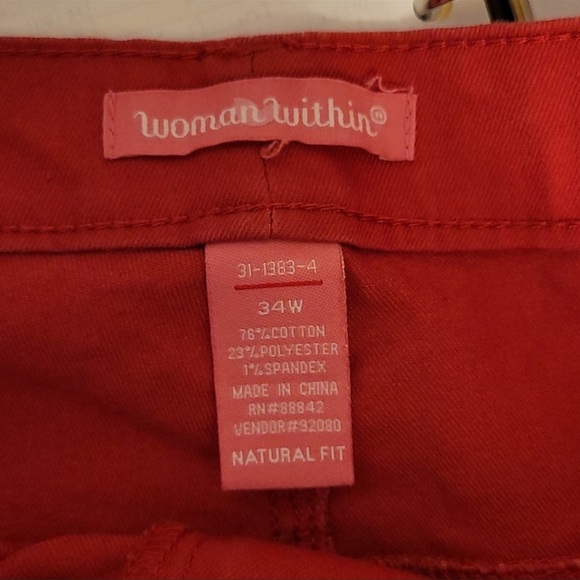 woman within®
31-1383-4
34W
76%COTTON
23%POLYESTER
1%SPANDEX
MADE IN CHINA
RN#88842
VENDOR#92080
NATURAL FIT